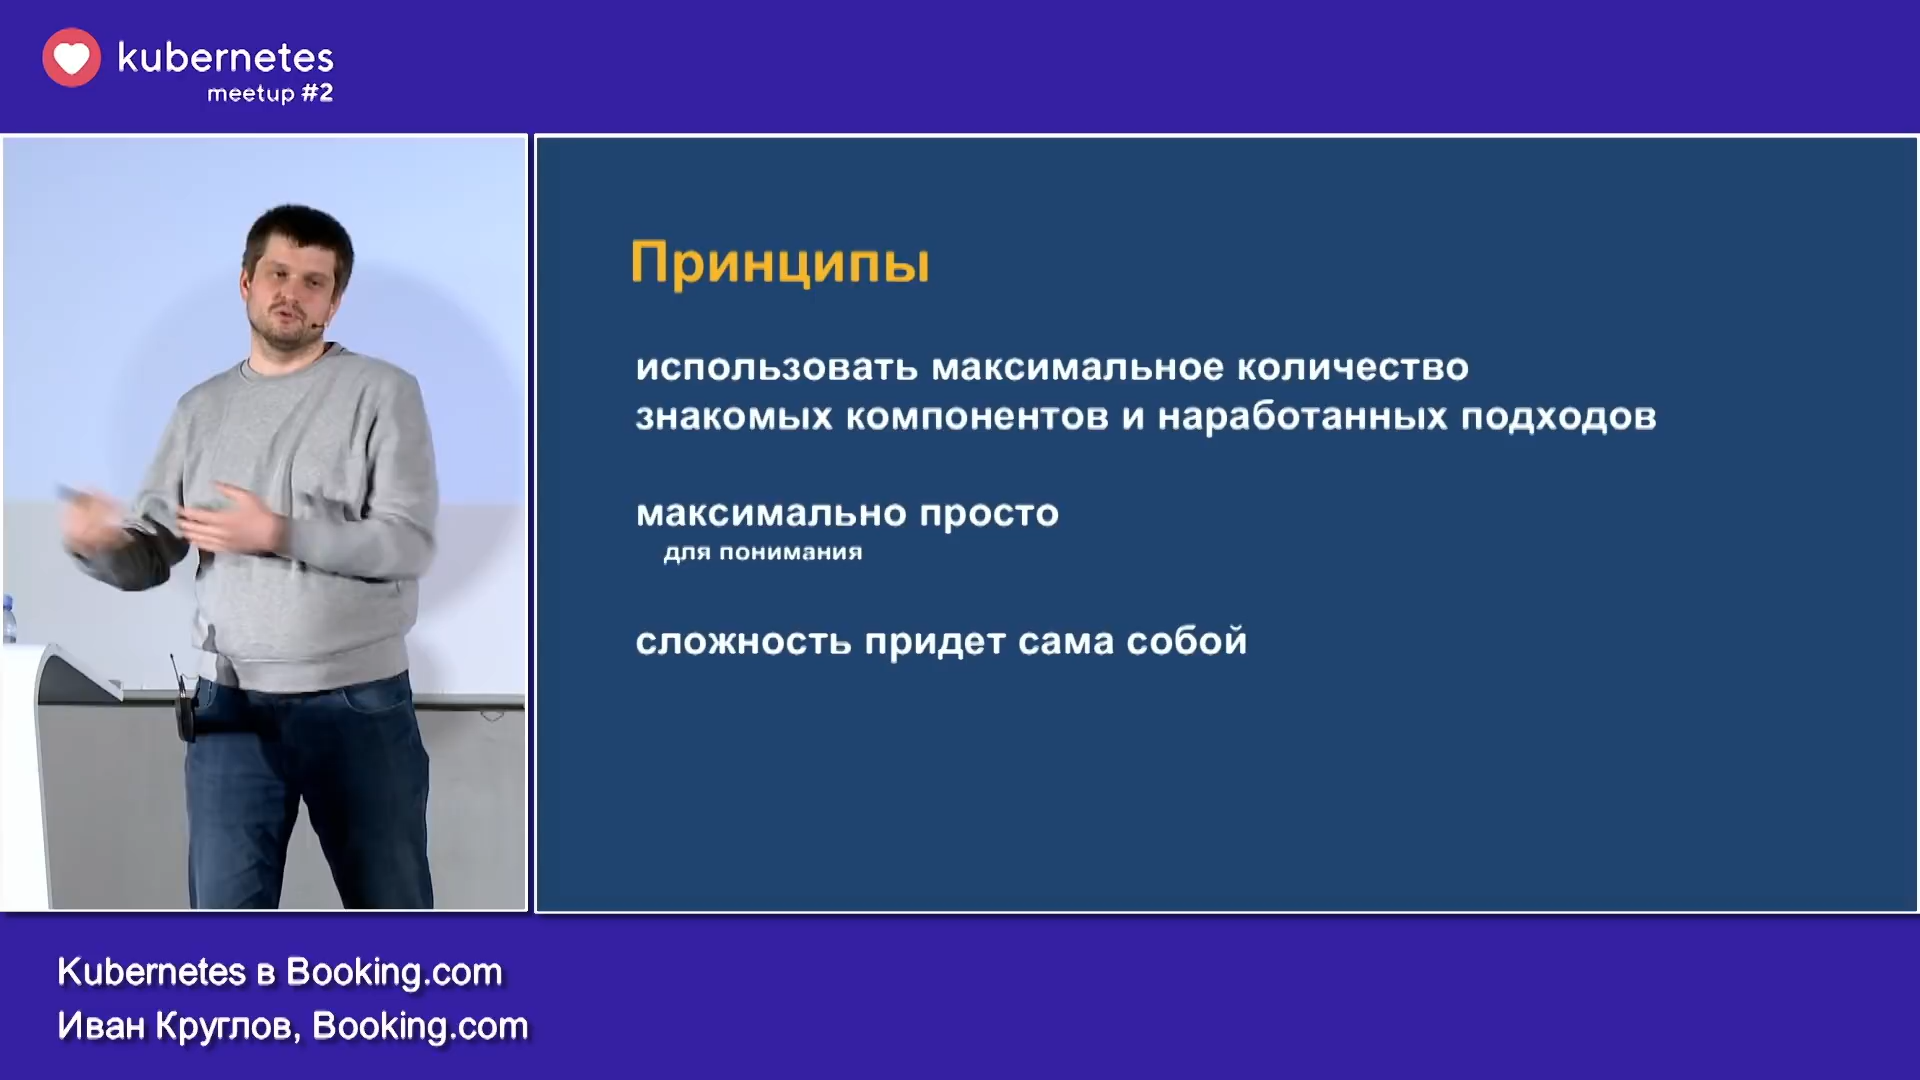 kubernetes
meetup #2
Принципы
использовать максимальное количество
знакомых компонентов и наработанных подходов
максимально просто
для понимания
сложность придет сама собой
Kubernetes в Booking.com
Иван Круглов, Booking.com